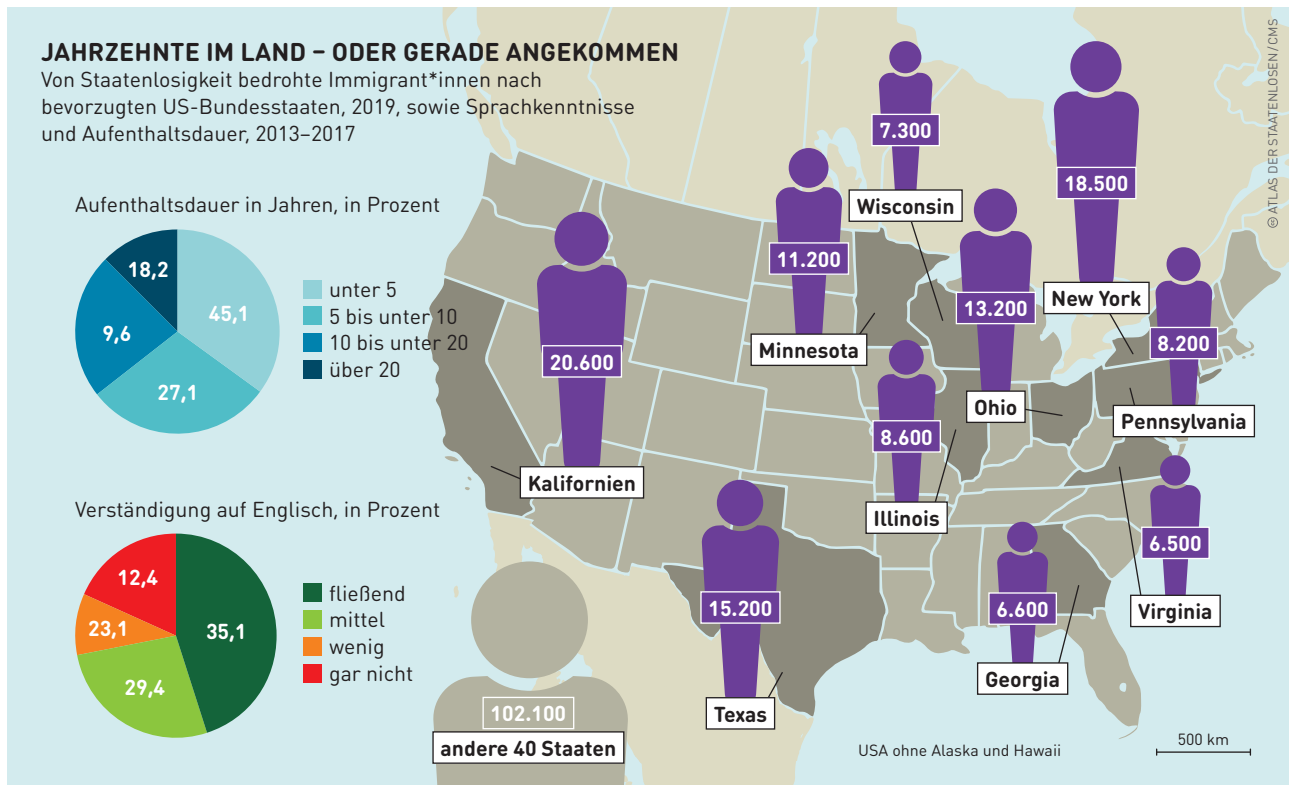 JAHRZEHNTE IM LAND – ODER GERADE ANGEKOMMEN
Von Staatenlosigkeit bedrohte Immigrant*innen nach
bevorzugten US-Bundesstaaten, 2019, sowie Sprachkenntnisse
und Aufenthaltsdauer, 2013–2017
Aufenthaltsdauer in Jahren, in Prozent
18,2
45,1
9,6
27,1
unter 5
5 bis unter 10
10 bis unter 20
über 20
Verständigung auf Englisch, in Prozent
12,4
23,1
35,1
29,4
fließend
mittel
wenig
gar nicht
7.300
Wisconsin
18.500
New York
11.200
Minnesota
13.200
Ohio
8.200
Pennsylvania
20.600
Kalifornien
8.600
Illinois
6.500
Virginia
15.200
Texas
6.600
Georgia
102.100
andere 40 Staaten
USA ohne Alaska und Hawaii
500 km
🄯 ATLAS DER STAATENLOSEN/CMS